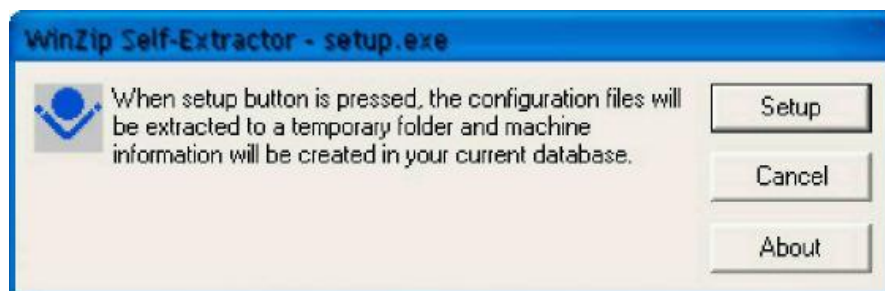 WinZip Self-Extractor - setup.exe
When setup button is pressed, the configuration files will
be extracted to a temporary folder and machine
information will be created in your current database.
Setup
Cancel
About